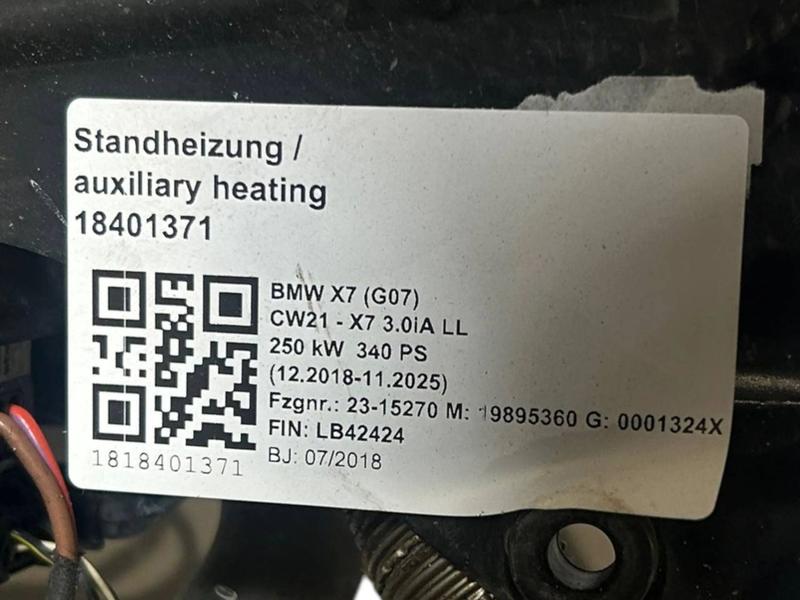 Standheizung /
auxiliary heating
18401371
BMW X7 (G07)
CW21 - X7 3.0iA LL
250 kW 340 PS
(12.2018-11.2025)
Fzgnr.: 23-15270 M: 19895360 G: 0001324X
FIN: LB42424
BJ: 07/2018
1818401371